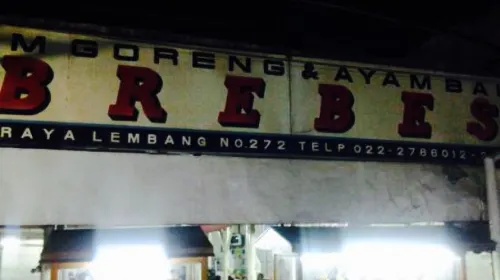 M GORENG & AYAM BA
BREBES
RAYA LEMBANG NO.272 TELP 022-2786012-